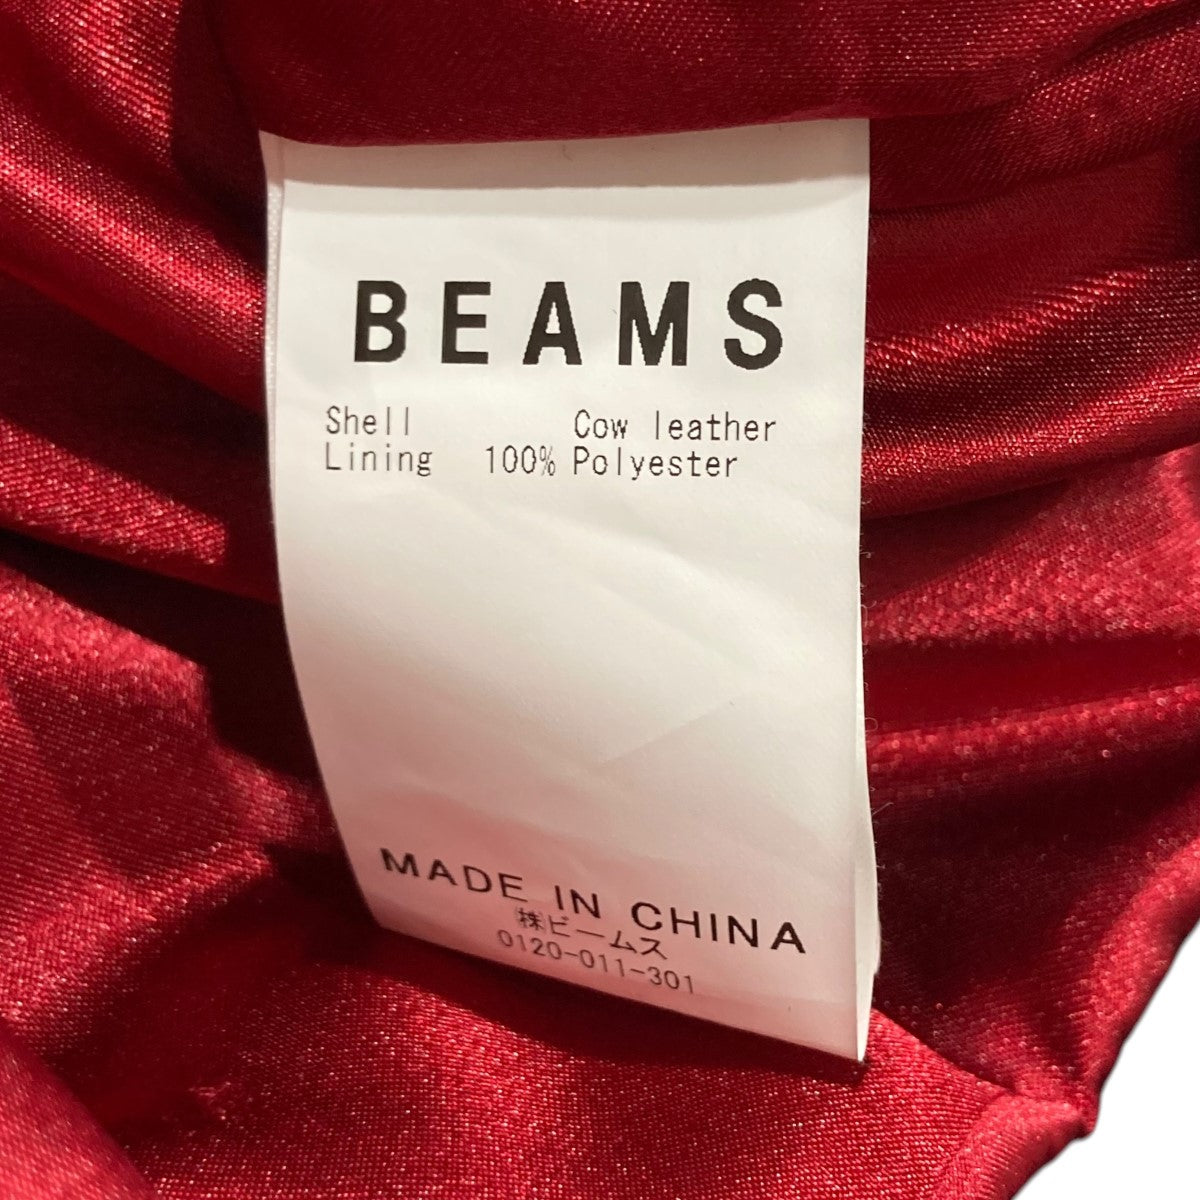 BEAMS
Shell Cow leather
Lining 100% Polyester
MADE IN CHINA
㈱ビームス
0120-011-301